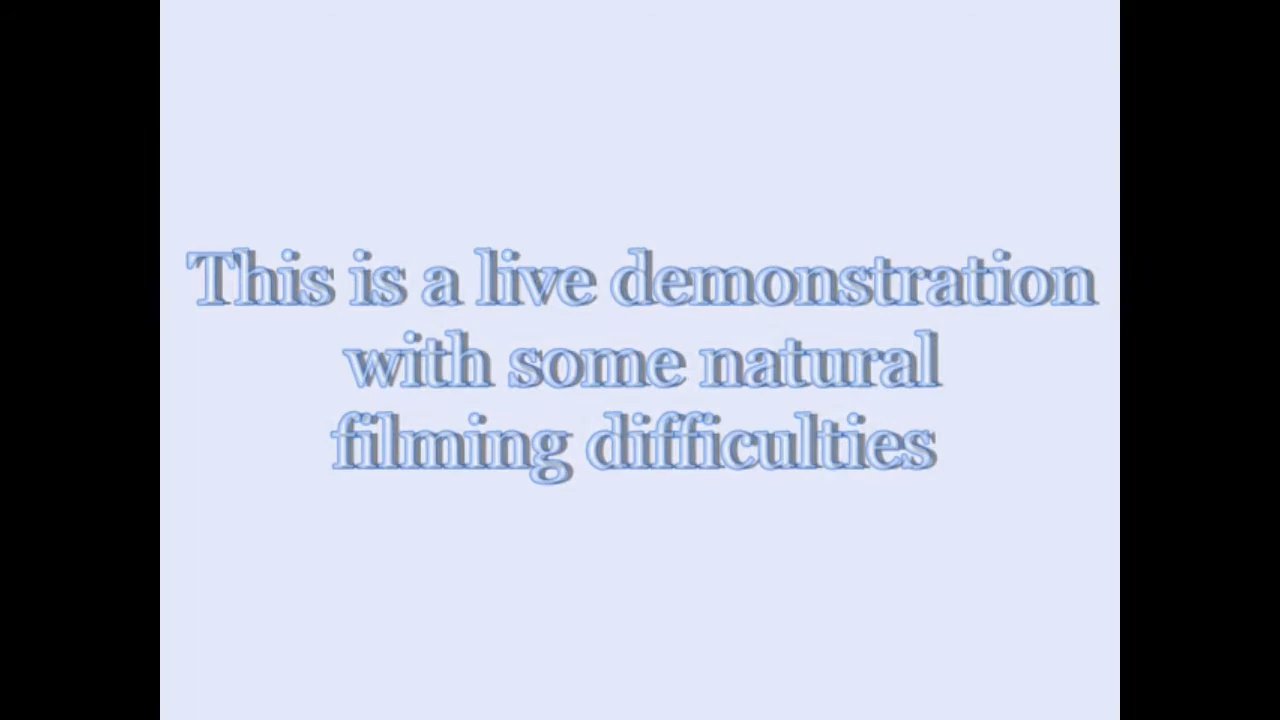 This is a live demonstration
with some natural
filming difficulties